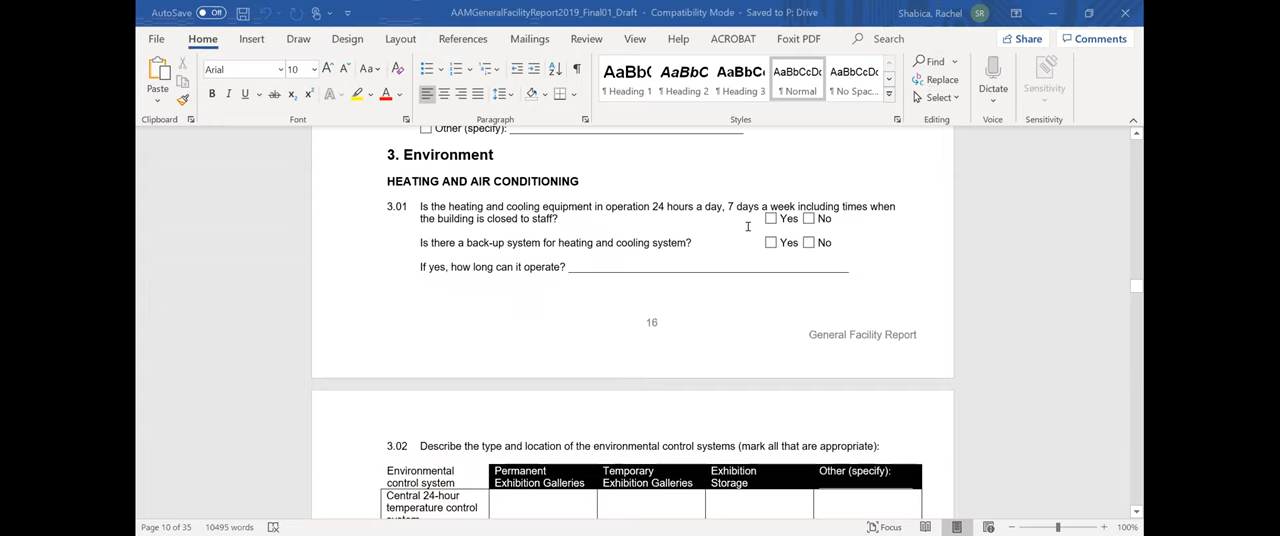 AutoSave Off AAMGeneralFacilityReport2019_Final01_Draft - Compatibility Mode - Saved to P: Drive Shabica, Rachel SR
File Home Insert Draw Design Layout References Mailings Review View Help ACROBAT Foxit PDF Search Share Comments
Arial 10 A A Aa A AaBb( AaBbC AaBbCc AaBbCcDc AaBbCcDc Find
Paste B I U ab x₂ x² A A ¶ Heading 1 ¶ Heading 2 ¶ Heading 3 ¶ Normal ¶ No Spac... Replace Select Dictate Sensitivity
Clipboard Font Paragraph Styles Editing Voice Sensitivity
Other (specify):
3. Environment
HEATING AND AIR CONDITIONING
3.01 Is the heating and cooling equipment in operation 24 hours a day, 7 days a week including times when
the building is closed to staff? Yes No
Is there a back-up system for heating and cooling system? Yes No
If yes, how long can it operate?
16
General Facility Report
3.02 Describe the type and location of the environmental control systems (mark all that are appropriate):
Environmental Permanent Temporary Exhibition Other (specify):
control system Exhibition Galleries Exhibition Galleries Storage
Central 24-hour
temperature control
system
Page 10 of 35 10495 words Focus 100%